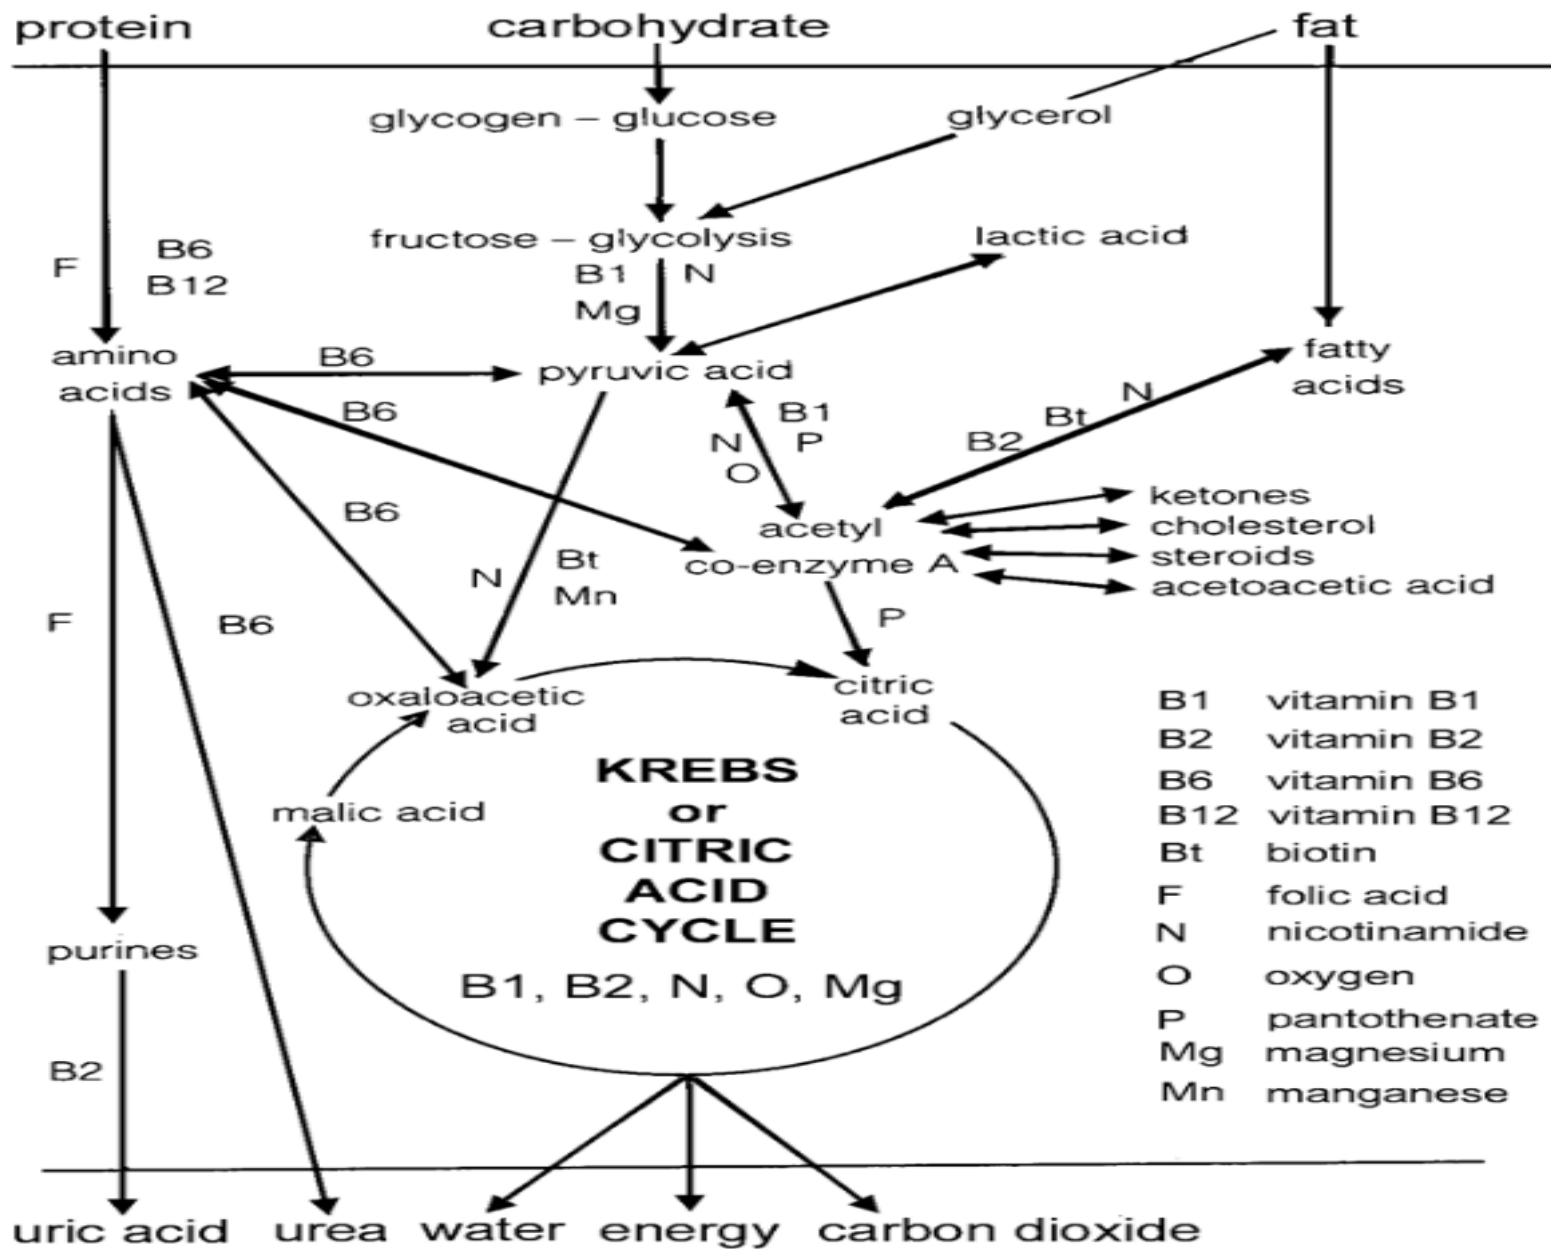 protein carbohydrate fat
glycogen – glucose glycerol
fructose – glycolysis lactic acid
F B6 B1 N
B12 Mg
amino B6 pyruvic acid fatty
acids acids
B6 B1 Bt N
N P B2
O
ketones
acetyl cholesterol
co-enzyme A steroids
acetoacetic acid
B6
N Bt
Mn
F B6 P
oxaloacetic citric
acid acid
malic acid
KREBS
or
CITRIC
ACID
CYCLE
B1, B2, N, O, Mg
purines
B2
B1 vitamin B1
B2 vitamin B2
B6 vitamin B6
B12 vitamin B12
Bt biotin
F folic acid
N nicotinamide
O oxygen
P pantothenate
Mg magnesium
Mn manganese
uric acid urea water energy carbon dioxide